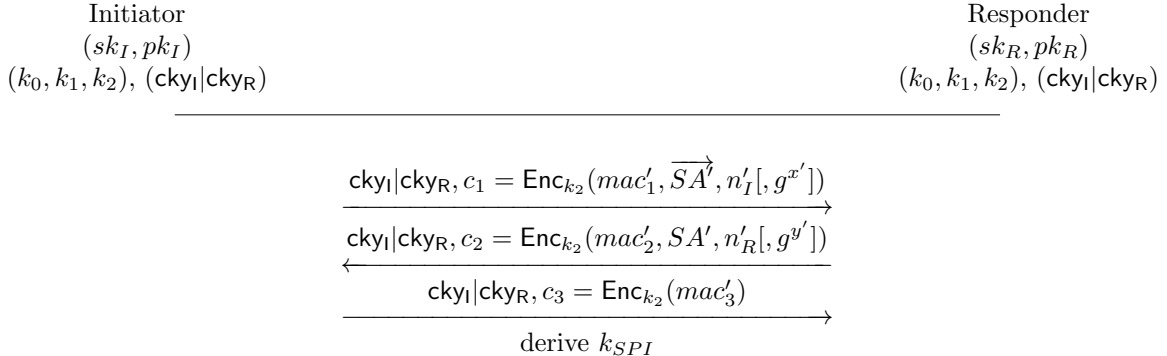 Initiator
(sk_I, pk_I)
(k_0, k_1, k_2), (cky_I|cky_R)
Responder
(sk_R, pk_R)
(k_0, k_1, k_2), (cky_I|cky_R)
cky_I|cky_R, c_1 = Enc_{k_2}(mac'_1, \overrightarrow{SA'}, n'_I[, g^{x'}])
cky_I|cky_R, c_2 = Enc_{k_2}(mac'_2, SA', n'_R[, g^{y'}])
cky_I|cky_R, c_3 = Enc_{k_2}(mac'_3)
derive k_{SPI}